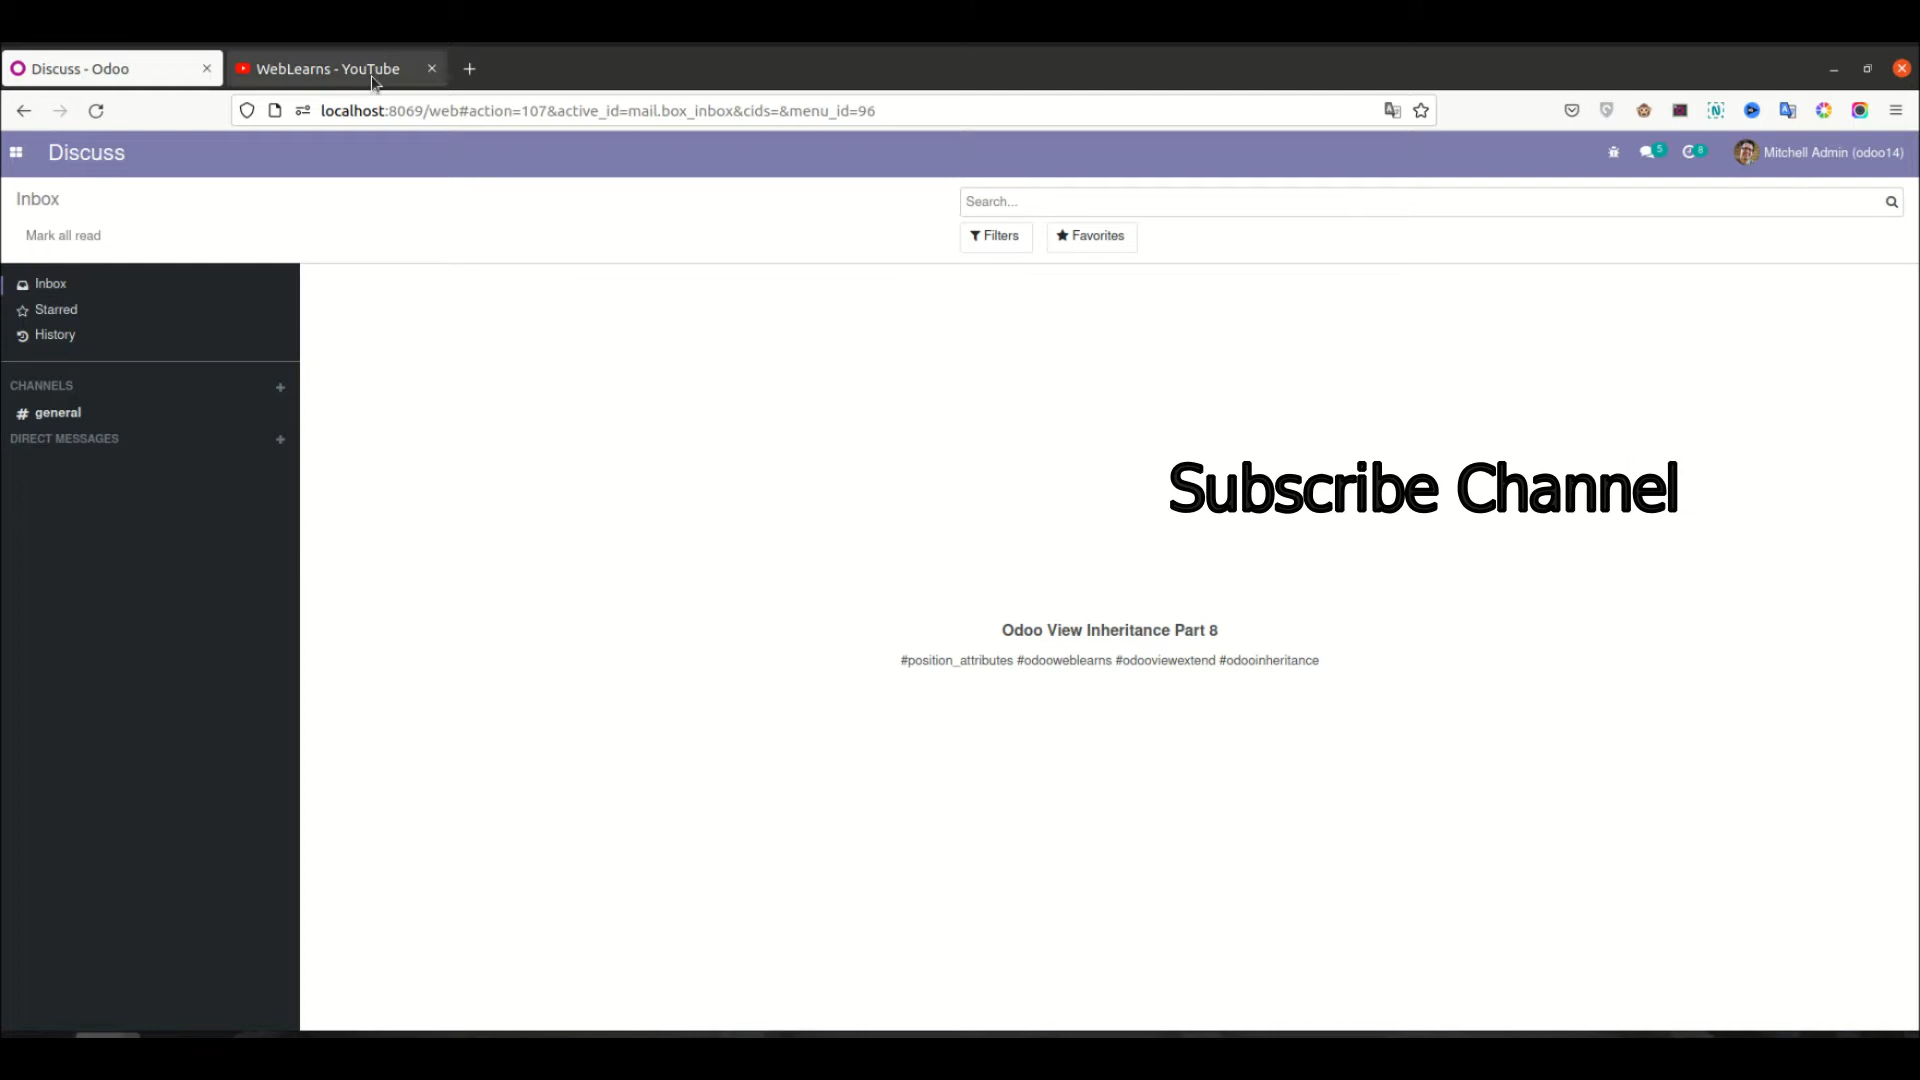 Discuss - Odoo
WebLearns - YouTube
localhost:8069/web#action=107&active_id=mail.box_inbox&cids=&menu_id=96
Discuss
5
8
Mitchell Admin (odoo14)
Inbox
Search...
Mark all read
Filters
Favorites
Inbox
Starred
History
CHANNELS
# general
DIRECT MESSAGES
Subscribe Channel
Odoo View Inheritance Part 8
#position_attributes #odooweblearns #odooviewextend #odooinheritance